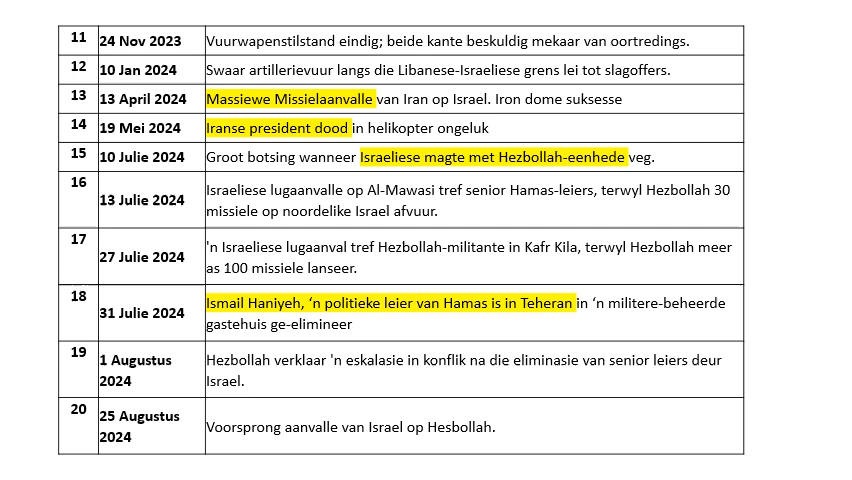 11 24 Nov 2023 Vuurwapenstilstand eindig; beide kante beskuldig mekaar van oortredings.
12 10 Jan 2024 Swaar artillerievuur langs die Libanese-Israeliese grens lei tot slagoffers.
13 13 April 2024 Massiewe Missielaanvalle van Iran op Israel. Iron dome suksesse
14 19 Mei 2024 Iranse president dood in helikopter ongeluk
15 10 Julie 2024 Groot botsing wanneer Israeliese magte met Hezbollah-eenhede veg.
16 13 Julie 2024 Israeliese lugaanvalle op Al-Mawasi tref senior Hamas-leiers, terwyl Hezbollah 30
missiele op noordelike Israel afvuur.
17 27 Julie 2024 'n Israeliese lugaanval tref Hezbollah-militante in Kafr Kila, terwyl Hezbollah meer
as 100 missiele lanseer.
18 31 Julie 2024 Ismail Haniyeh, ‘n politieke leier van Hamas is in Teheran in ‘n militere-beheerde
gastehuis ge-elimineer
19 1 Augustus Hezbollah verklaar 'n eskalasie in konflik na die eliminasie van senior leiers deur
2024 Israel.
20 25 Augustus
2024 Voorsprong aanvalle van Israel op Hesbollah.